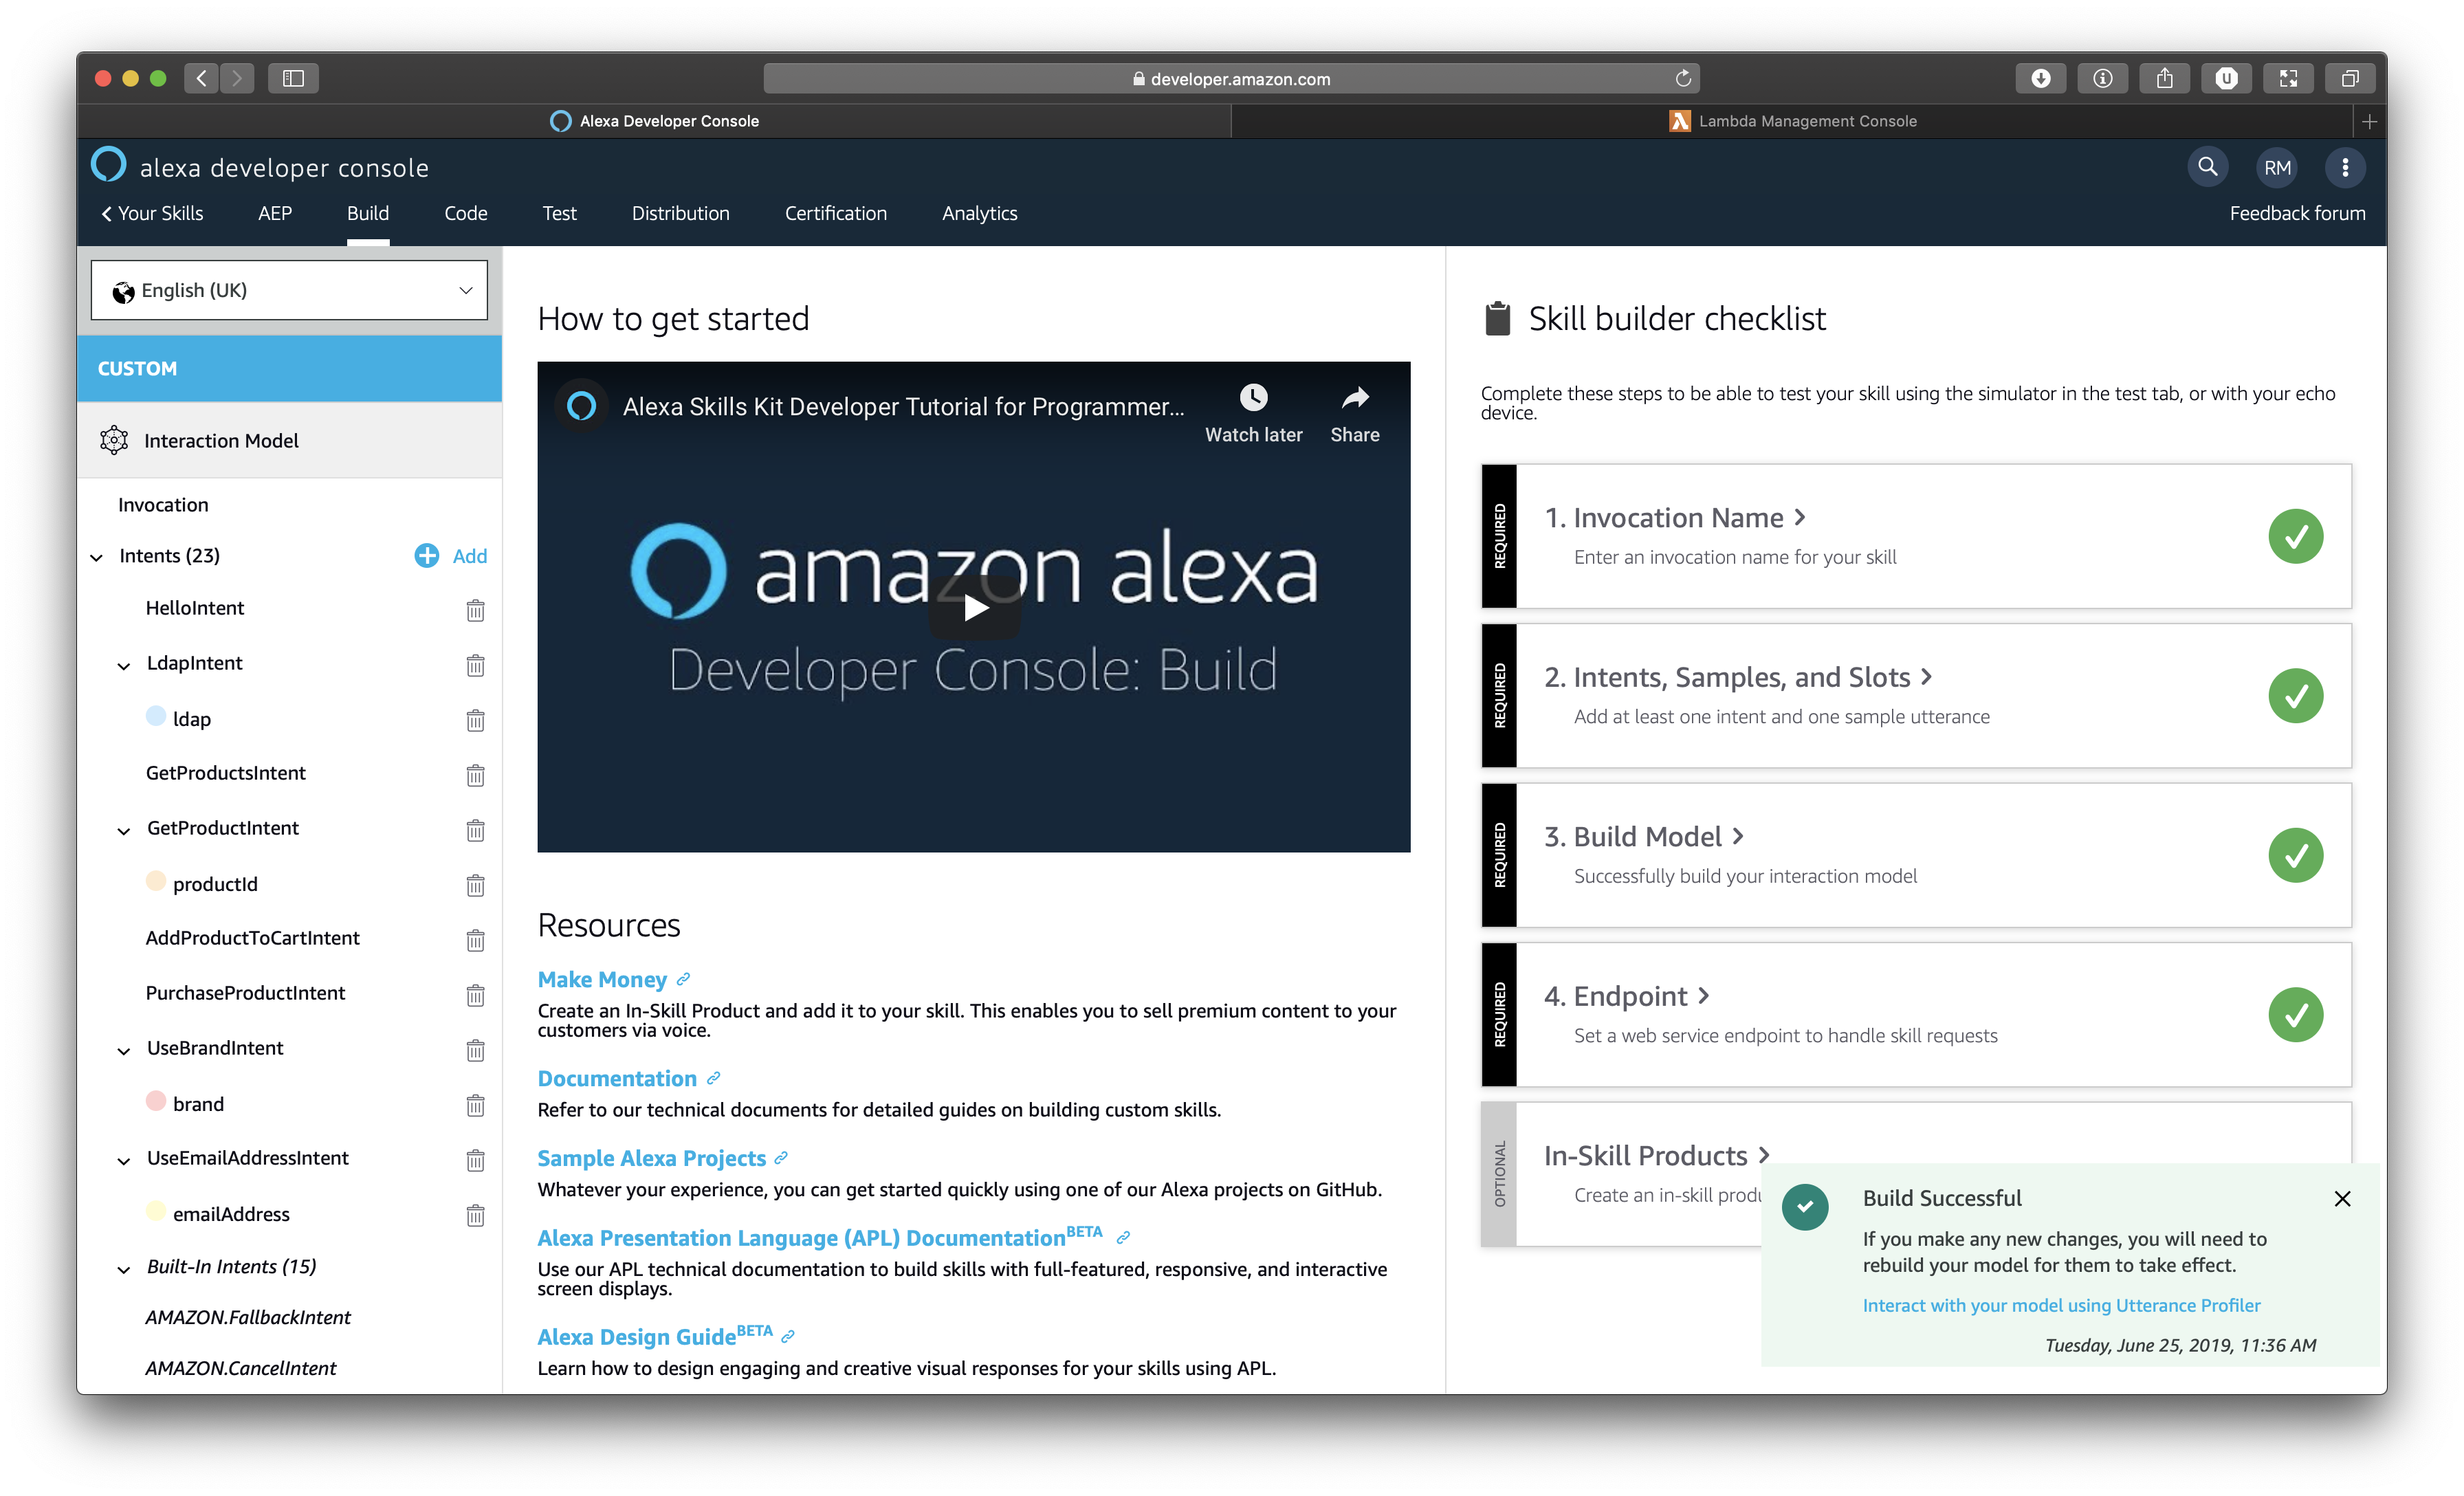 developer.amazon.com
Alexa Developer Console
Lambda Management Console
alexa developer console
RM
Your Skills
AEP
Build
Code
Test
Distribution
Certification
Analytics
Feedback forum
English (UK)
CUSTOM
Interaction Model
Invocation
Intents (23)
Add
HelloIntent
LdapIntent
ldap
GetProductsIntent
GetProductIntent
productId
AddProductToCartIntent
PurchaseProductIntent
UseBrandIntent
brand
UseEmailAddressIntent
emailAddress
Built-In Intents (15)
AMAZON.FallbackIntent
AMAZON.CancelIntent
How to get started
Alexa Skills Kit Developer Tutorial for Programmer...
Watch later
Share
amazon alexa
Developer Console: Build
Resources
Make Money
Create an In-Skill Product and add it to your skill. This enables you to sell premium content to your
customers via voice.
Documentation
Refer to our technical documents for detailed guides on building custom skills.
Sample Alexa Projects
Whatever your experience, you can get started quickly using one of our Alexa projects on GitHub.
Alexa Presentation Language (APL) Documentation BETA
Use our APL technical documentation to build skills with full-featured, responsive, and interactive
screen displays.
Alexa Design Guide BETA
Learn how to design engaging and creative visual responses for your skills using APL.
Skill builder checklist
Complete these steps to be able to test your skill using the simulator in the test tab, or with your echo
device.
REQUIRED
1. Invocation Name
Enter an invocation name for your skill
REQUIRED
2. Intents, Samples, and Slots
Add at least one intent and one sample utterance
REQUIRED
3. Build Model
Successfully build your interaction model
REQUIRED
4. Endpoint
Set a web service endpoint to handle skill requests
OPTIONAL
In-Skill Products
Create an in-skill
Build Successful
If you make any new changes, you will need to
rebuild your model for them to take effect.
Interact with your model using Utterance Profiler
Tuesday, June 25, 2019, 11:36 AM